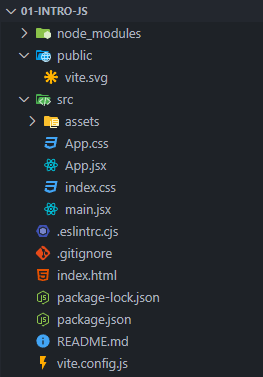 01-INTRO-JS
node_modules
public
vite.svg
src
assets
App.css
App.jsx
index.css
main.jsx
.eslintrc.cjs
.gitignore
index.html
package-lock.json
package.json
README.md
vite.config.js